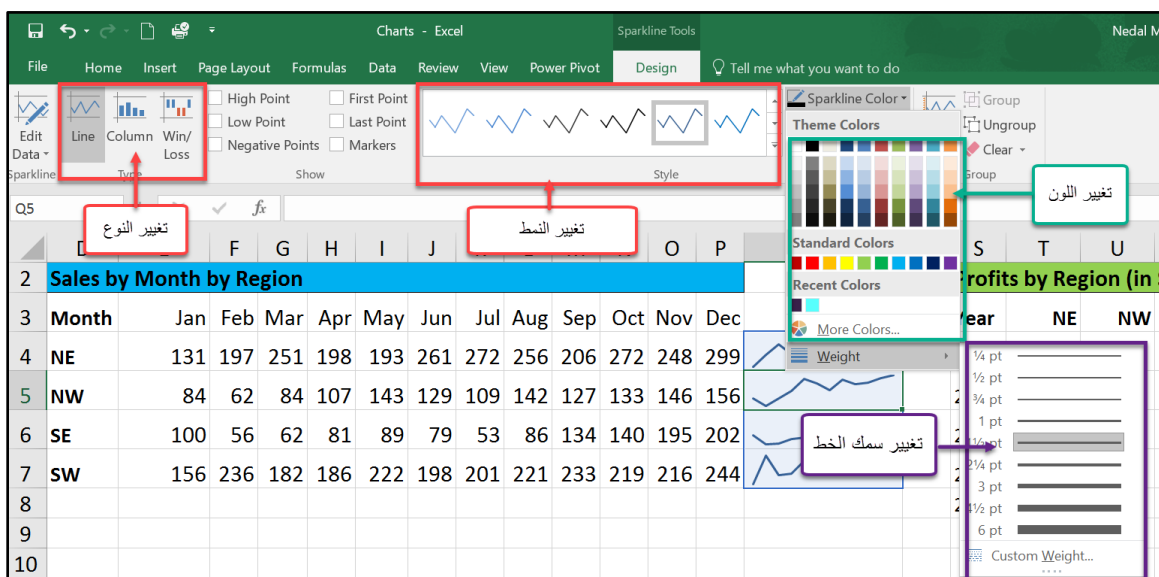 Charts - Excel
Sparkline Tools
Nedal M
File Home Insert Page Layout Formulas Data Review View Power Pivot Design Tell me what you want to do
Edit Data
Line
Column
Win/
Loss
High Point
Low Point
Negative Points
First Point
Last Point
Markers
Sparkline Color
Group
Ungroup
Clear
Sparkline
Type
Show
Style
Group
Theme Colors
Standard Colors
Recent Colors
More Colors...
Weight
تغيير النوع
تغيير النمط
تغيير اللون
تغيير سمك الخط
Q5
fx
F G H I J O P S T U
2 Sales by Month by Region
Profits by Region (in
3 Month Jan Feb Mar Apr May Jun Jul Aug Sep Oct Nov Dec
Year NE NW
4 NE 131 197 251 198 193 261 272 256 206 272 248 299
5 NW 84 62 84 107 143 129 109 142 127 133 146 156
6 SE 100 56 62 81 89 79 53 86 134 140 195 202
7 SW 156 236 182 186 222 198 201 221 233 219 216 244
8
9
10
¼ pt
½ pt
¾ pt
1 pt
1½ pt
2¼ pt
3 pt
4½ pt
6 pt
Custom Weight...